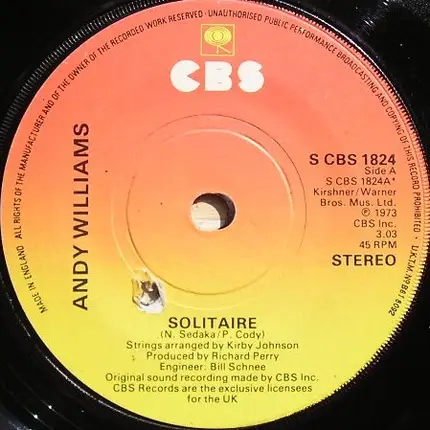 ALL RIGHTS OF THE MANUFACTURER AND OF THE OWNER OF THE RECORDED WORK RESERVED · UNAUTHORISED PUBLIC PERFORMANCE BROADCASTING AND COPYING OF THIS RECORD PROHIBITED ·
MADE IN ENGLAND
CBS
ANDY WILLIAMS
S CBS 1824
Side A
S CBS 1824A*
Kirshner/Warner
Bros. Mus. Ltd.
℗ 1973
CBS Inc.
3.03
45 RPM
STEREO
SOLITAIRE
(N. Sedaka/P. Cody)
Strings arranged by Kirby Johnson
Produced by Richard Perry
Engineer: Bill Schnee
Original sound recording made by CBS Inc.
CBS Records are the exclusive licensees
for the UK